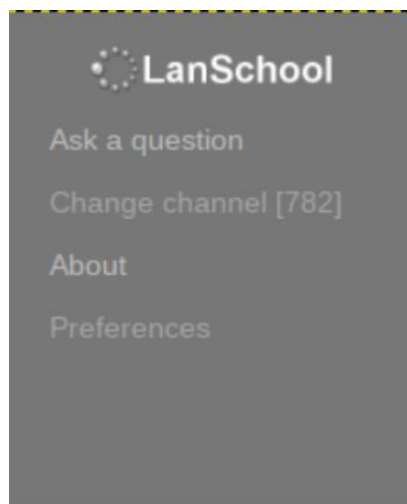 LanSchool
Ask a question
Change channel [782]
About
Preferences